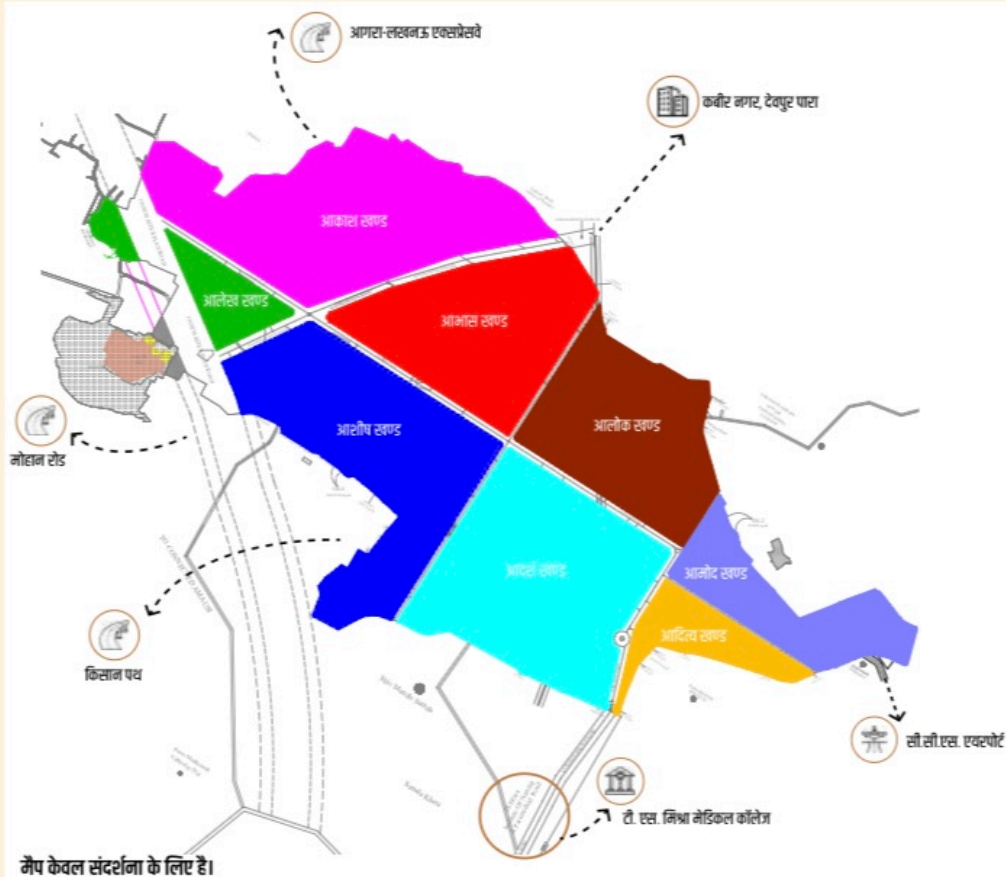 आगरा-लखनऊ एक्सप्रेसवे
कबीर नगर, देवपुर पारा
आकाश खण्ड
आलेख खण्ड
आभास खण्ड
आशीष खण्ड
आलोक खण्ड
मोहान रोड
आदर्श खण्ड
आमोद खण्ड
आदित्य खण्ड
किसान पथ
सी.सी.एस. एयरपोर्ट
टी. एस. मिश्रा मेडिकल कॉलेज
मैप केवल संदर्शना के लिए है।